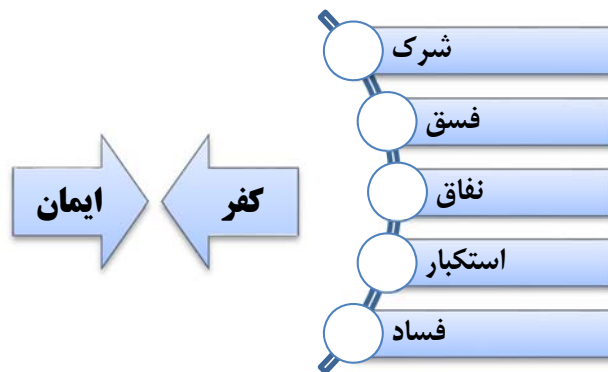 شرک
فسق
نفاق
استکبار
فساد
کفر
ایمان